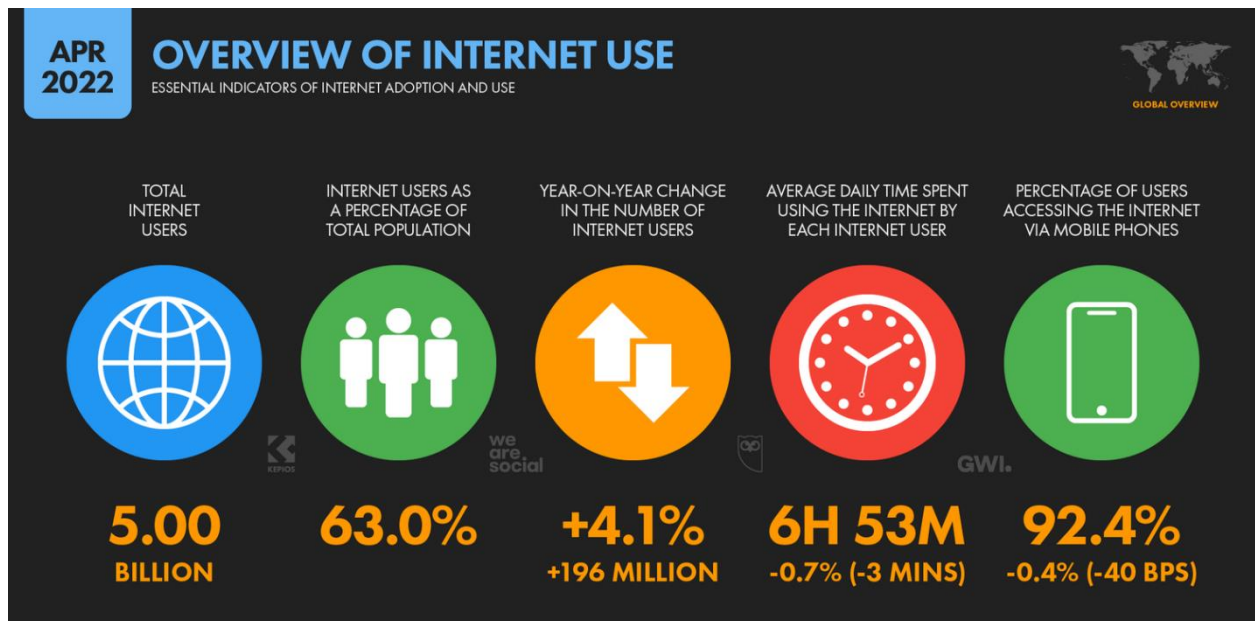 APR
2022
OVERVIEW OF INTERNET USE
ESSENTIAL INDICATORS OF INTERNET ADOPTION AND USE
GLOBAL OVERVIEW
TOTAL
INTERNET
USERS
INTERNET USERS AS
A PERCENTAGE OF
TOTAL POPULATION
YEAR-ON-YEAR CHANGE
IN THE NUMBER OF
INTERNET USERS
AVERAGE DAILY TIME SPENT
USING THE INTERNET BY
EACH INTERNET USER
PERCENTAGE OF USERS
ACCESSING THE INTERNET
VIA MOBILE PHONES
KEPIOS
we
are
social
GWI.
5.00
BILLION
63.0%
+4.1%
+196 MILLION
6H 53M
-0.7% (-3 MINS)
92.4%
-0.4% (-40 BPS)